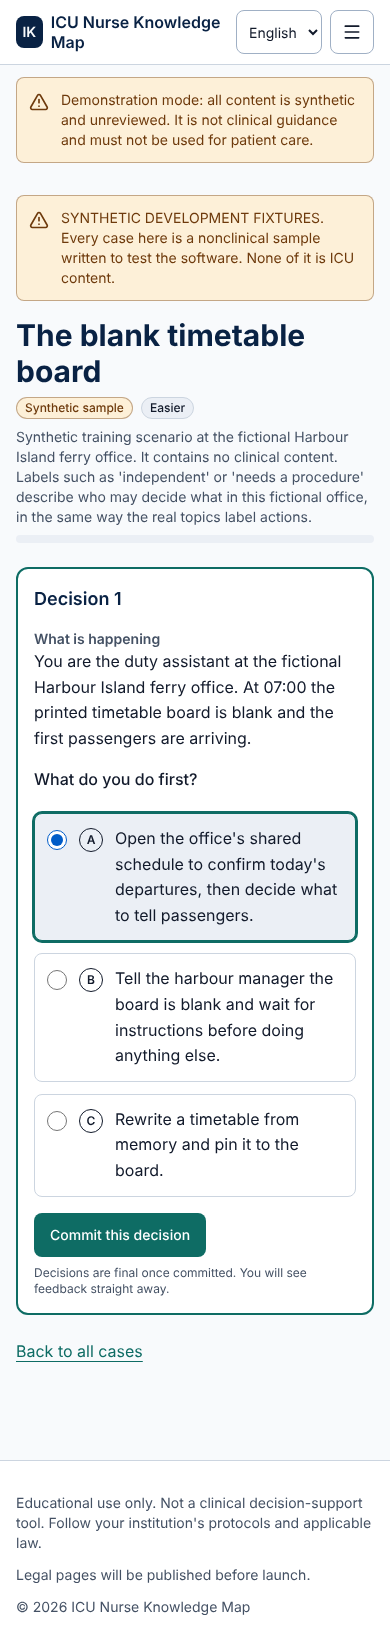 IK
ICU Nurse Knowledge
Map
English
Demonstration mode: all content is synthetic
and unreviewed. It is not clinical guidance
and must not be used for patient care.
SYNTHETIC DEVELOPMENT FIXTURES.
Every case here is a nonclinical sample
written to test the software. None of it is ICU
content.
The blank timetable
board
Synthetic sample
Easier
Synthetic training scenario at the fictional Harbour
Island ferry office. It contains no clinical content.
Labels such as 'independent' or 'needs a procedure'
describe who may decide what in this fictional office,
in the same way the real topics label actions.
Decision 1
What is happening
You are the duty assistant at the fictional
Harbour Island ferry office. At 07:00 the
printed timetable board is blank and the
first passengers are arriving.
What do you do first?
A
Open the office's shared
schedule to confirm today's
departures, then decide what
to tell passengers.
B
Tell the harbour manager the
board is blank and wait for
instructions before doing
anything else.
C
Rewrite a timetable from
memory and pin it to the
board.
Commit this decision
Decisions are final once committed. You will see
feedback straight away.
Back to all cases
Educational use only. Not a clinical decision-support
tool. Follow your institution's protocols and applicable
law.
Legal pages will be published before launch.
© 2026 ICU Nurse Knowledge Map